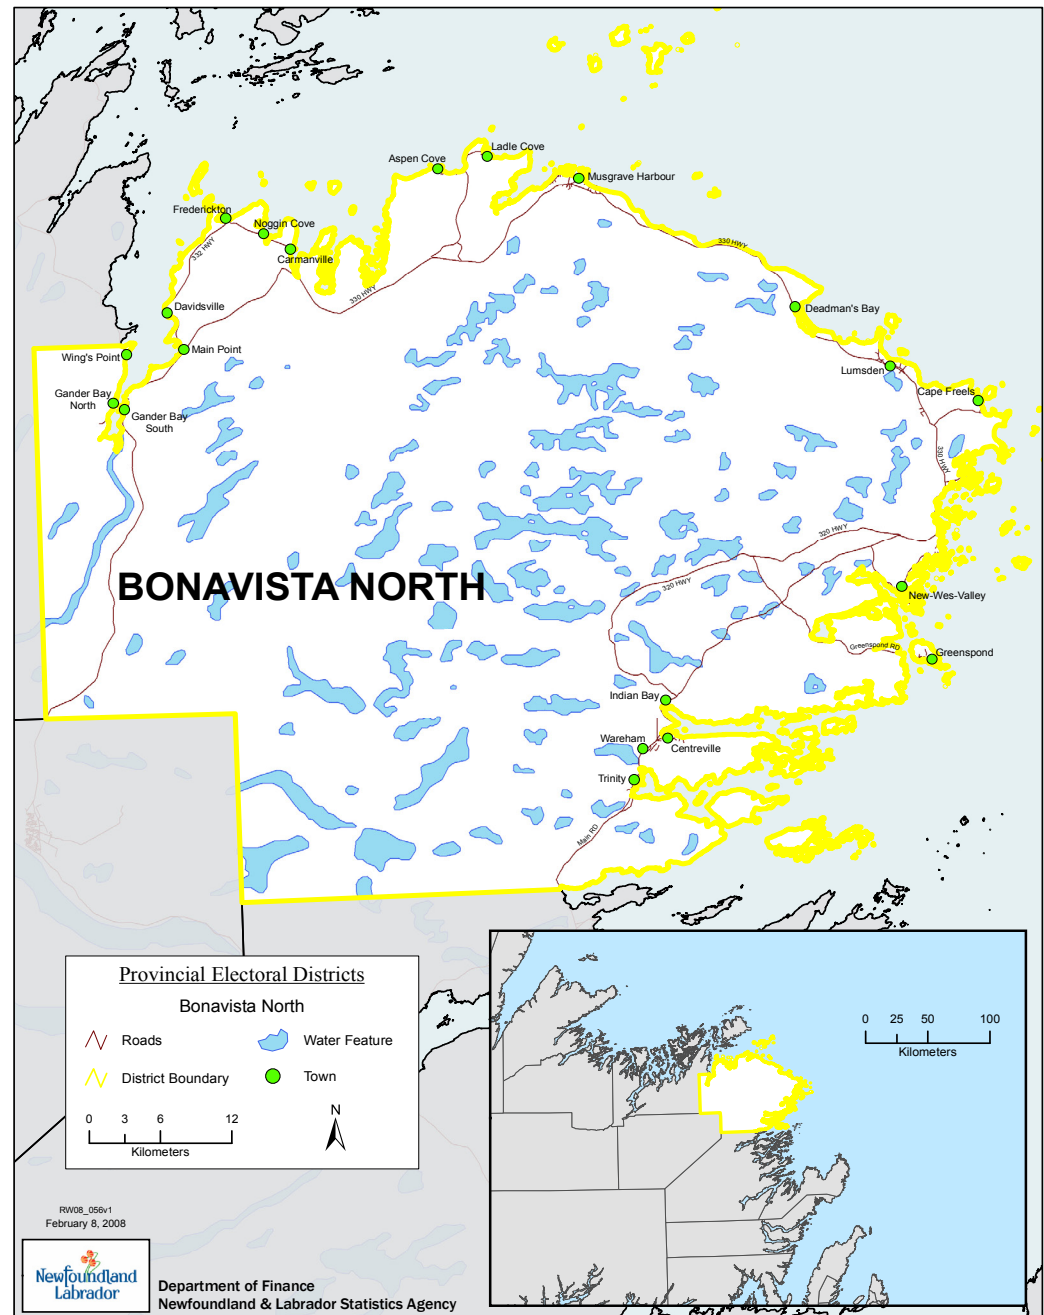 Ladle Cove
Aspen Cove
Musgrave Harbour
Frederickton
Noggin Cove
Carmanville
332 HWY
330 HWY
330 HWY
Davidsville
Deadman's Bay
Main Point
Wing's Point
Lumsden
Cape Freels
Gander Bay
North
Gander Bay
South
330 HWY
320 HWY
BONAVISTA NORTH
320 HWY
New-Wes-Valley
Greenspond RD
Greenspond
Indian Bay
Wareham
Centreville
Trinity
Main RD
Provincial Electoral Districts
Bonavista North
Roads
Water Feature
District Boundary
Town
0 3 6 12
Kilometers
N
0 25 50 100
Kilometers
RW08_056v1
February 8, 2008
Newfoundland
Labrador
Department of Finance
Newfoundland & Labrador Statistics Agency